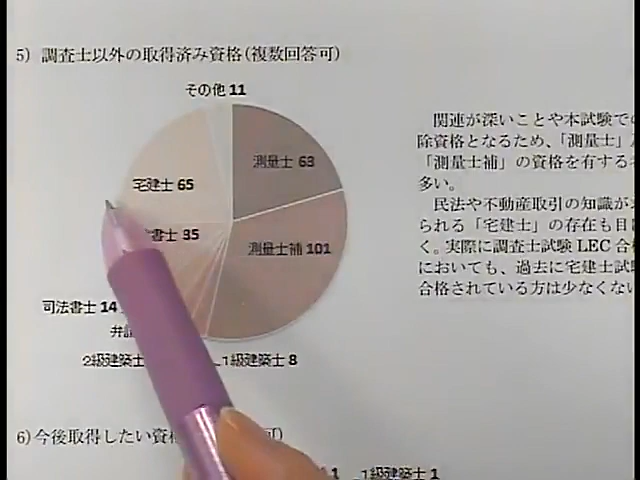 5) 調査士以外の取得済み資格(複数回答可)
その他 11
測量士 63
宅建士 65
書士 35
測量士補 101
司法書士 14
弁
2級建築士
1級建築士 8
関連が深いことや本試験で
除資格となるため、「測量士」
「測量士補」の資格を有する
多い。
民法や不動産取引の知識が
られる「宅建士」の存在も目
く。実際に調査士試験 LEC 合
においても、過去に宅建士試
合格されている方は少なくない
6)今後取得したい資 可)
1 1級建築士 1